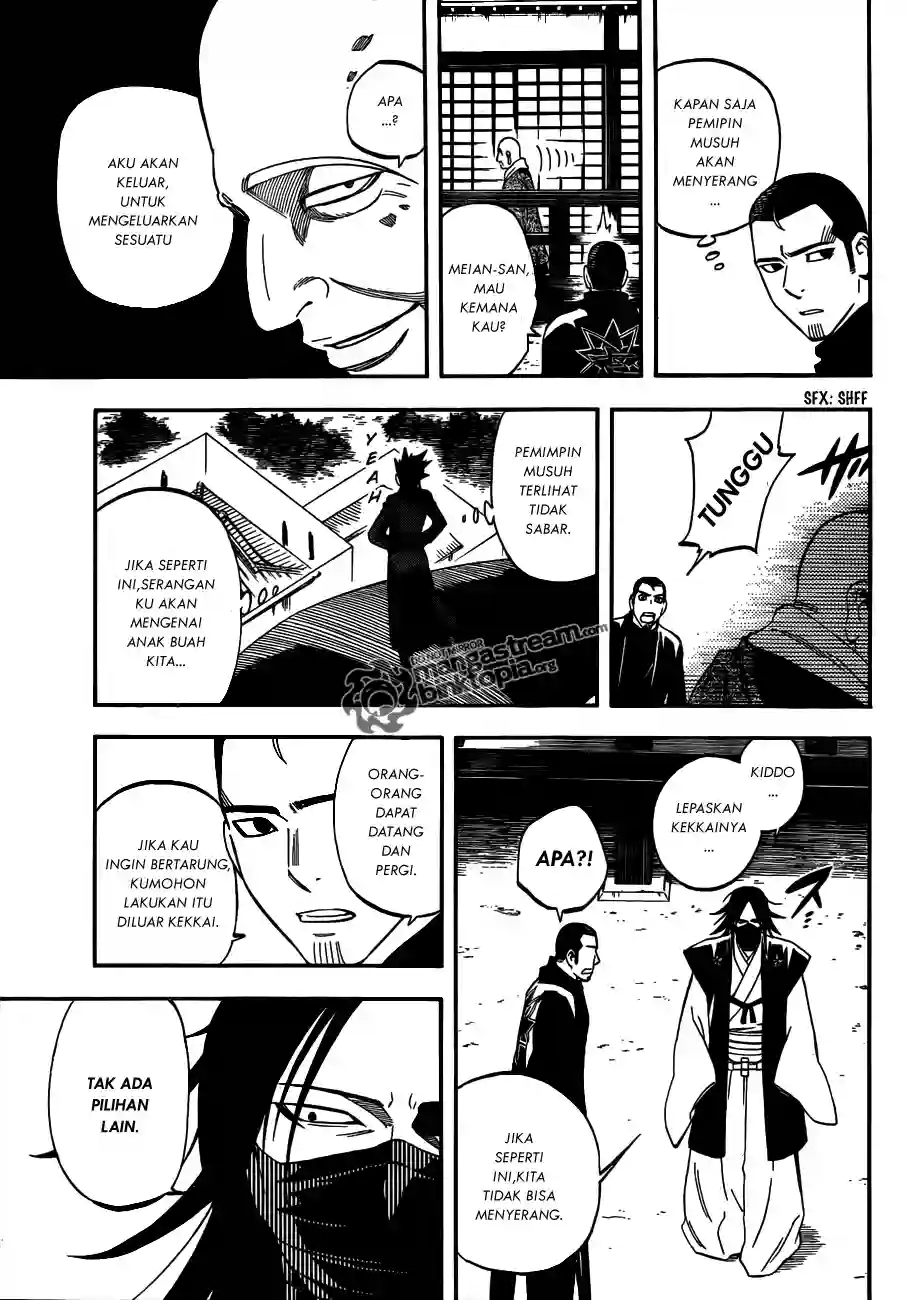 KAPAN SAJA
PEMIPIN
MUSUH
AKAN
MENYERANG
...
MEIAN-SAN,
MAU
KEMANA
KAU?
APA
...?
AKU AKAN
KELUAR,
UNTUK
MENGELUARKAN
SESUATU
SFX: SHFF
TUNGGU
PEMIMPIN
MUSUH
TERLIHAT
TIDAK
SABAR.
YEAH
JIKA SEPERTI
INI,SERANGAN
KU AKAN
MENGENAI
ANAK BUAH
KITA...
DO NOT MIRROR
mangastream.com
binktopia.org
KIDDO
...
LEPASKAN
KEKKAINYA
...
APA?!
JIKA
SEPERTI
INI,KITA
TIDAK BISA
MENYERANG.
ORANG-
ORANG
DAPAT
DATANG
DAN
PERGI.
JIKA KAU
INGIN BERTARUNG,
KUMOHON
LAKUKAN ITU
DILUAR KEKKAI.
TAK ADA
PILIHAN
LAIN.